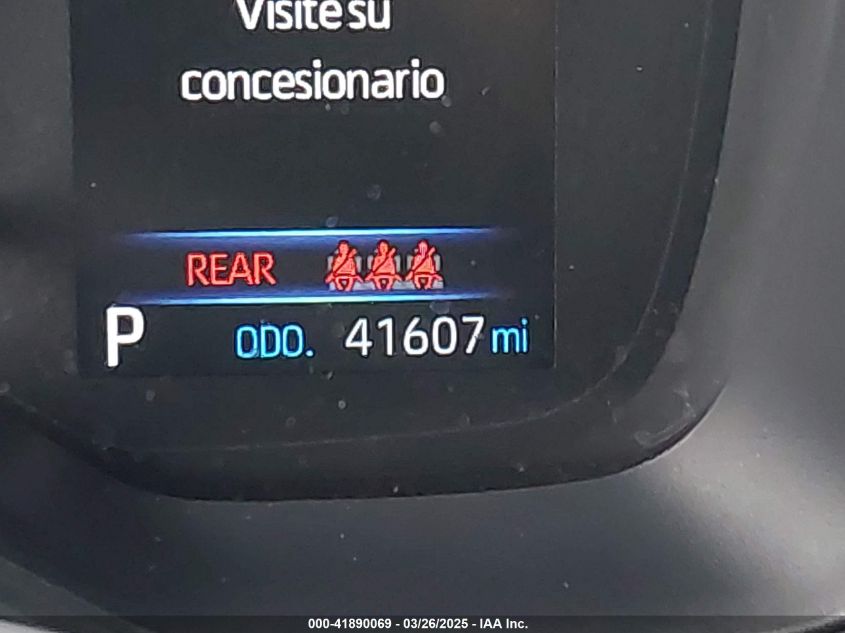 Visite su
concesionario
REAR
P ODO. 41607 mi
000-41890069 - 03/26/2025 - IAA Inc.